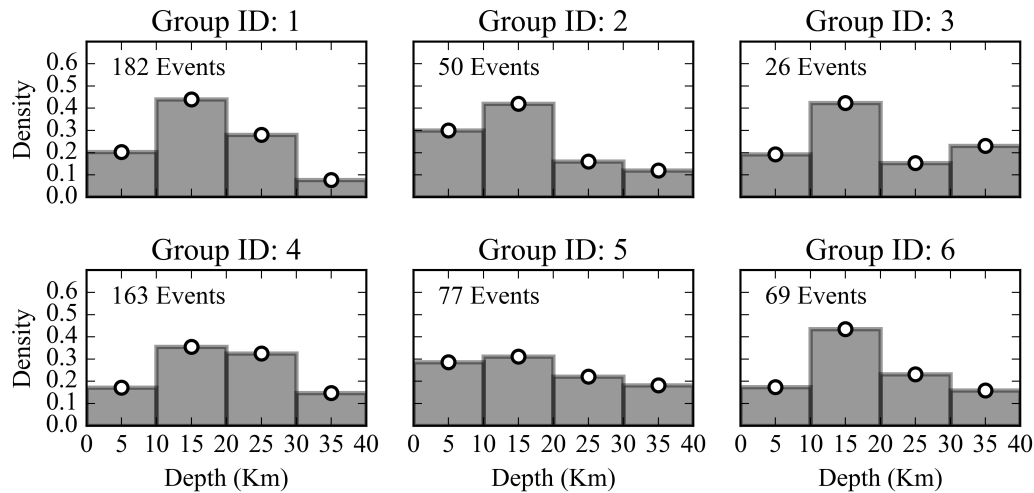 Group ID: 1
Group ID: 2
Group ID: 3
Density
0.6
0.5
0.4
0.3
0.2
0.1
0.0
182 Events
50 Events
26 Events
Group ID: 4
Group ID: 5
Group ID: 6
Density
0.6
0.5
0.4
0.3
0.2
0.1
0.0
163 Events
77 Events
69 Events
0 5 10 15 20 25 30 35 40
0 5 10 15 20 25 30 35 40
0 5 10 15 20 25 30 35 40
Depth (Km)
Depth (Km)
Depth (Km)